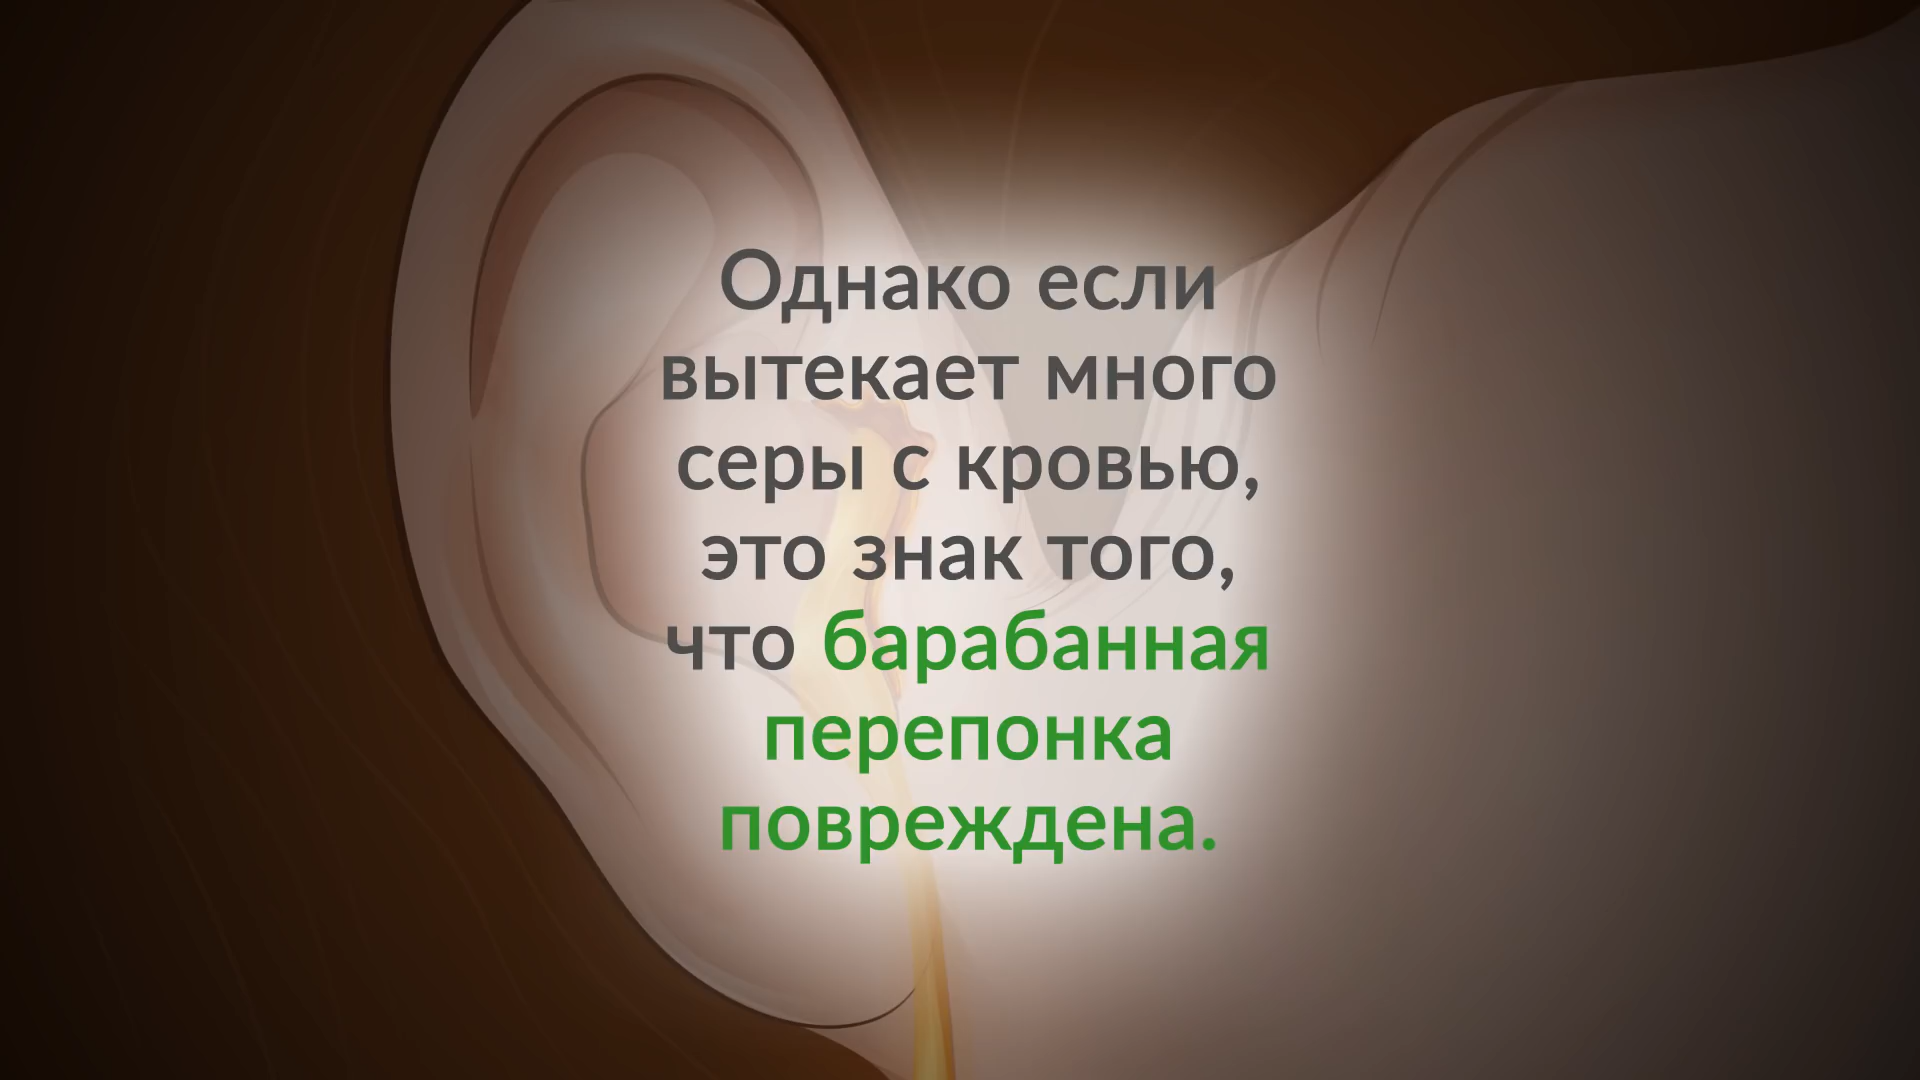 Однако если
вытекает много
серы с кровью,
это знак того,
что барабанная
перепонка
повреждена.